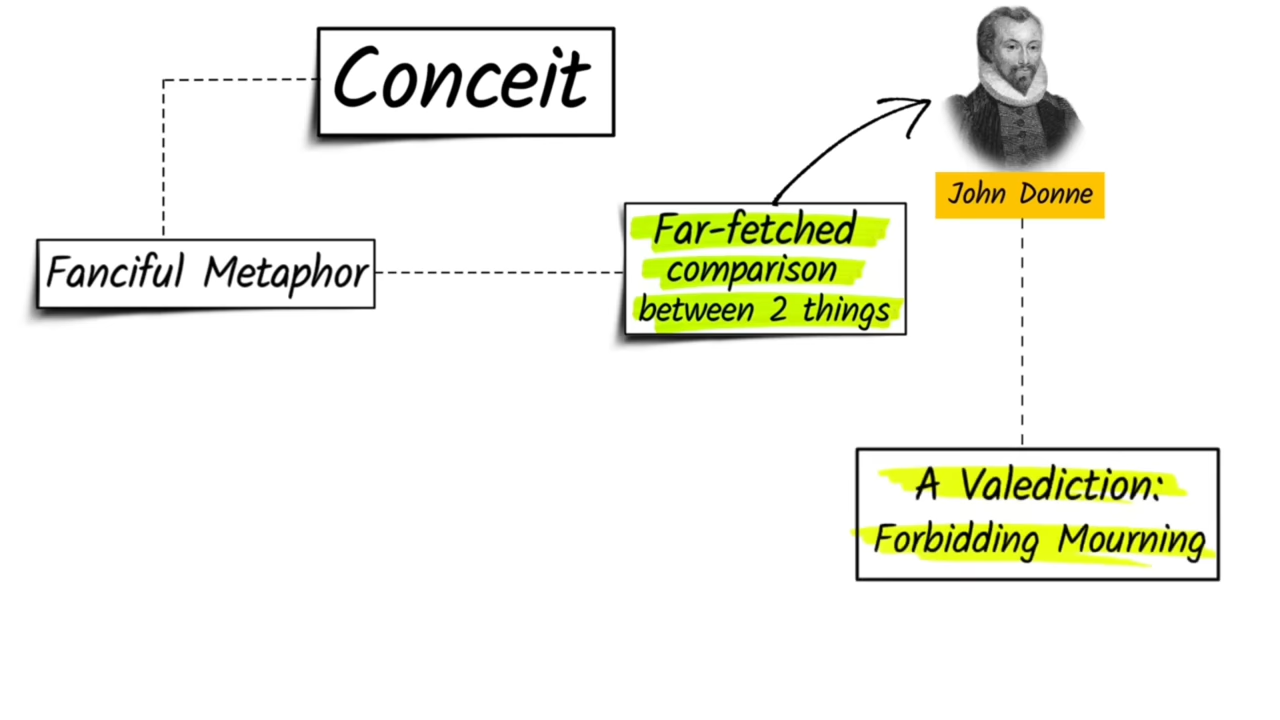 Conceit
Fanciful Metaphor
Far-fetched
comparison
between 2 things
John Donne
A Valediction:
Forbidding Mourning